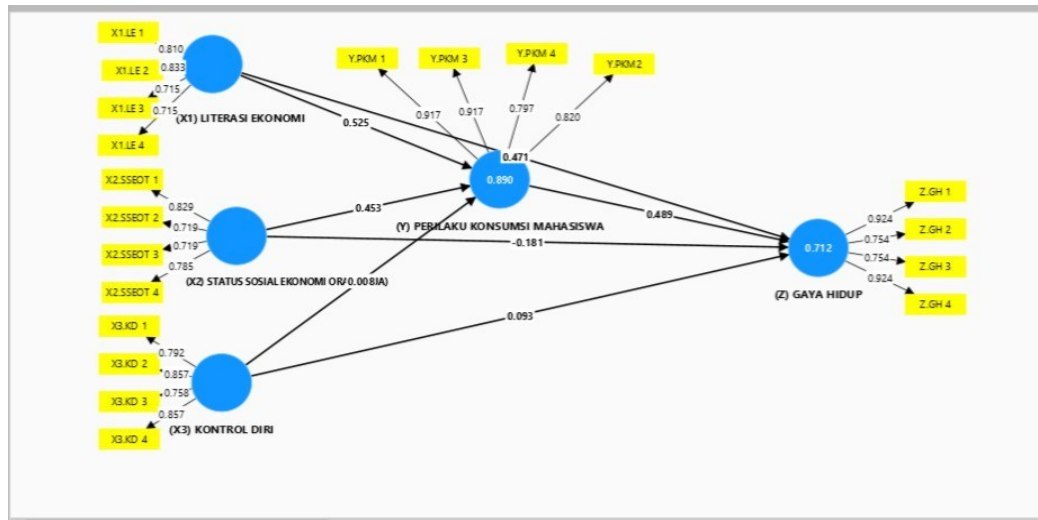 X1.LE 1
0.810
X1.LE 2
0.833
X1.LE 3
0.715
X1.LE 4
0.715
(X1) LITERASI EKONOMI
Y.PKM 1
Y.PKM 3
Y.PKM 4
Y.PKM2
0.917
0.917
0.797
0.820
0.525
0.471
0.890
(Y) PERILAKU KONSUMSI MAHASISWA
X2.SSEOT 1
0.829
X2.SSEOT 2
0.719
X2.SSEOT 3
0.719
X2.SSEOT 4
0.785
0.453
0.489
-0.181
(X2) STATUS SOSIAL EKONOMI
0.008
X3.KD 1
0.792
X3.KD 2
0.857
X3.KD 3
0.758
X3.KD 4
0.857
(X3) KONTROL DIRI
0.093
0.712
(Z) GAYA HIDUP
Z.GH 1
0.924
Z.GH 2
0.754
Z.GH 3
0.754
Z.GH 4
0.924